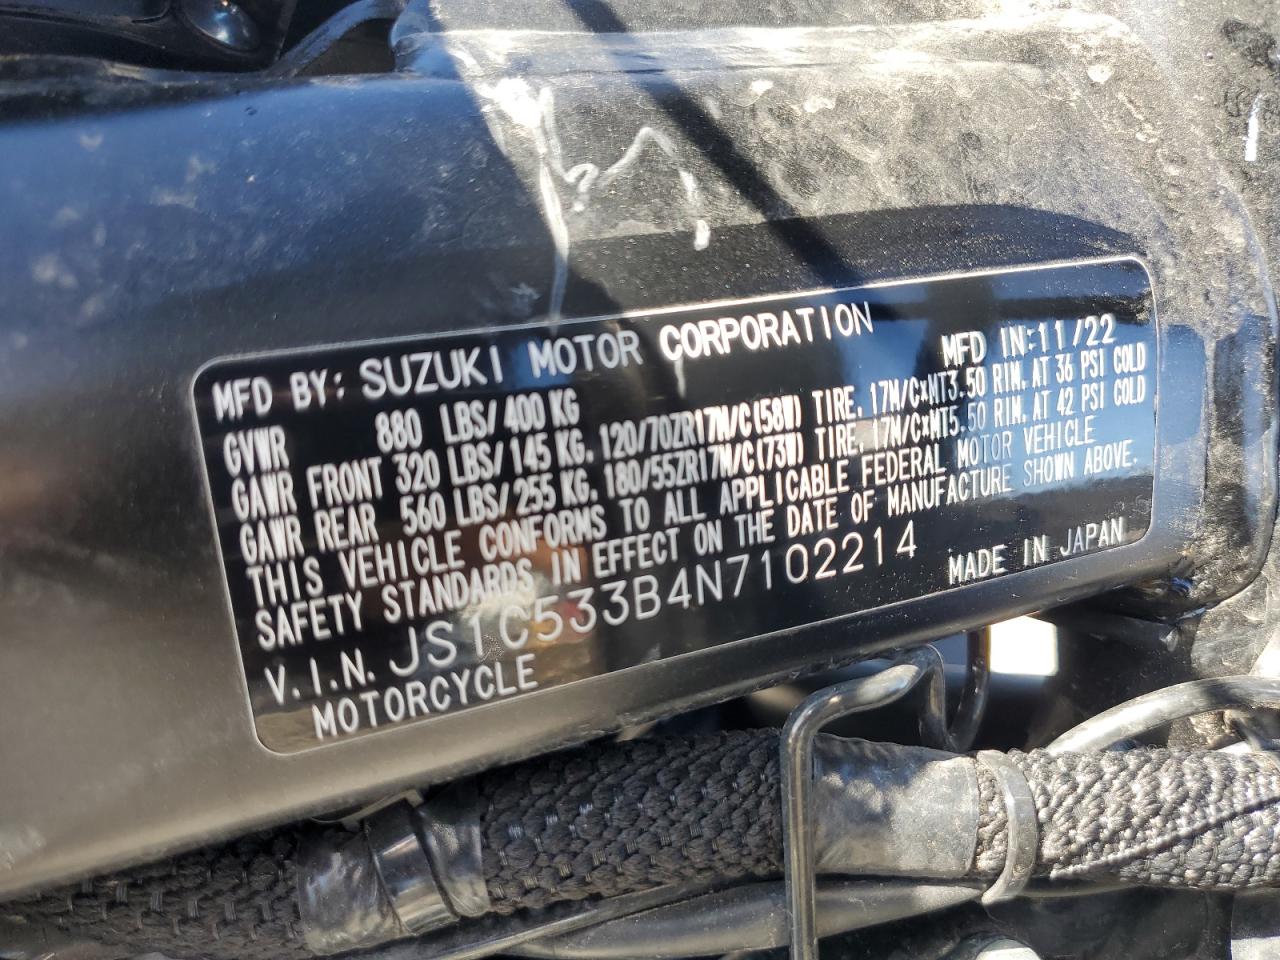 MFD BY: SUZUKI MOTOR CORPORATION
MFD IN: 11/22
GVWR 880 LBS/ 400 KG
GAWR FRONT 320 LBS/ 145 KG. 120/70ZR17M/C(58W) TIRE, 17M/C×MT3.50 RIM, AT 36 PSI COLD
GAWR REAR 560 LBS/ 255 KG. 180/55ZR17M/C(73W) TIRE, 17M/C×MT5.50 RIM, AT 42 PSI COLD
THIS VEHICLE CONFORMS TO ALL APPLICABLE FEDERAL MOTOR VEHICLE
SAFETY STANDARDS IN EFFECT ON THE DATE OF MANUFACTURE SHOWN ABOVE.
V.I.N. JS1C533B4N7102214
MADE IN JAPAN
MOTORCYCLE